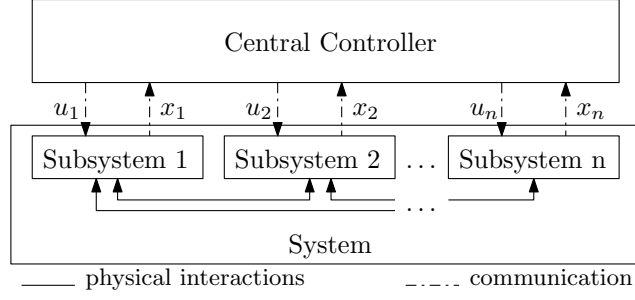 Central Controller
u1 x1 u2 x2 un xn
Subsystem 1 Subsystem 2 ... Subsystem n
...
System
physical interactions communication